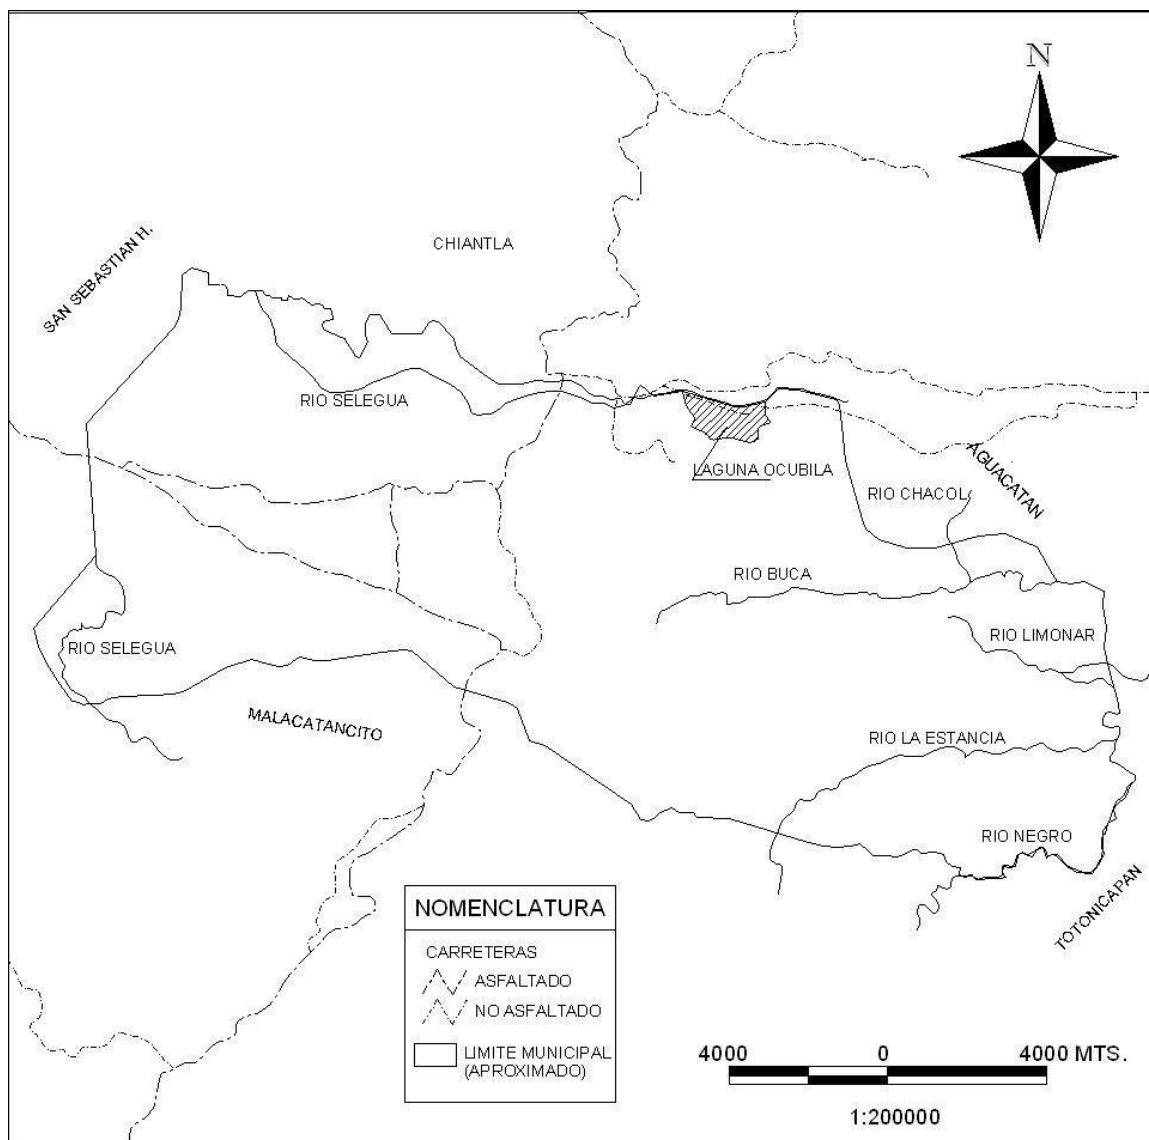 N
CHIANTLA
SAN SEBASTIAN H.
RIO SELEGUA
LAGUNA OCUBILA
AGUACATAN
RIO CHACOL
RIO BUCA
RIO LIMONAR
RIO SELEGUA
MALACATANCITO
RIO LA ESTANCIA
RIO NEGRO
TOTONICAPAN
NOMENCLATURA
CARRETERAS
ASFALTADO
NO ASFALTADO
LIMITE MUNICIPAL
(APROXIMADO)
4000 0 4000 MTS.
1:200000